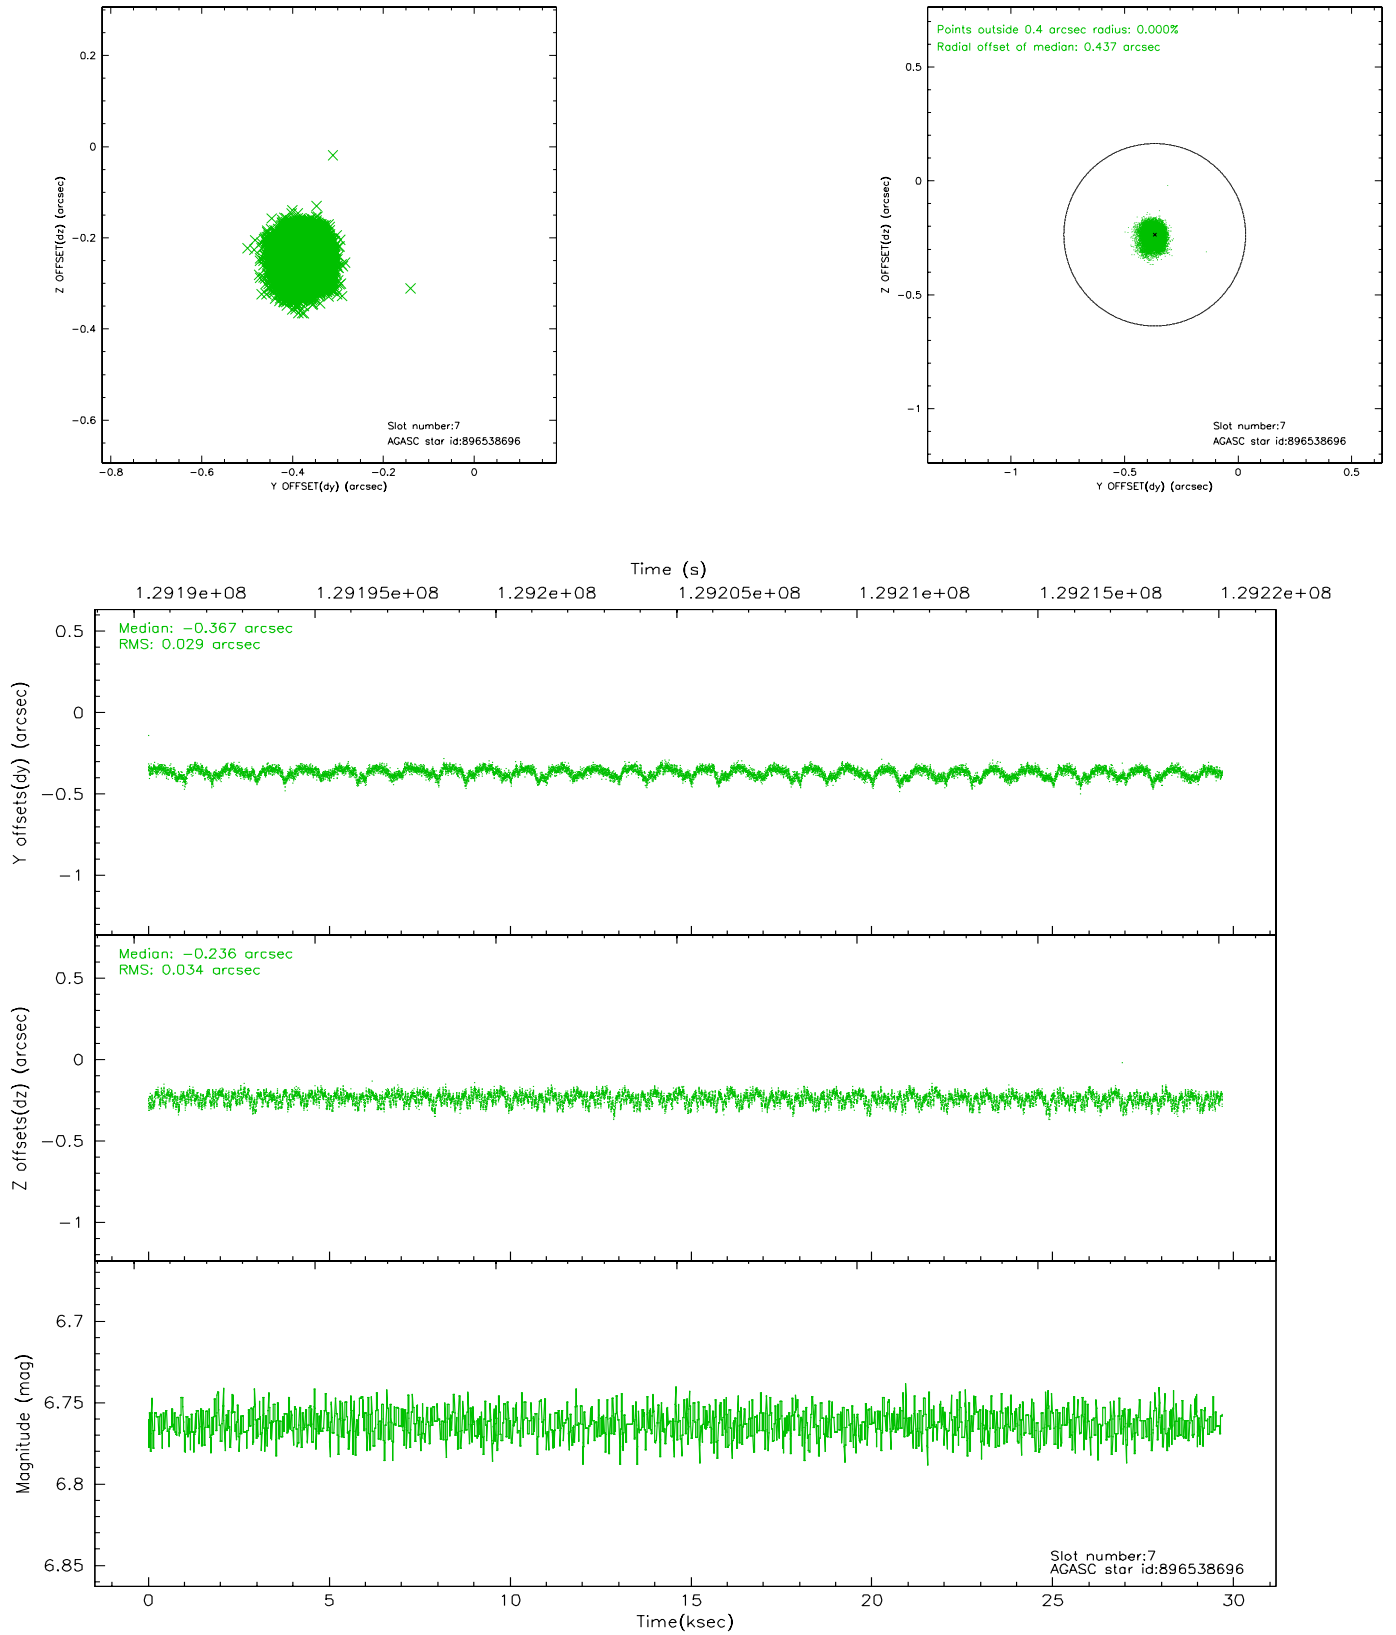 0.2
0
-0.2
-0.4
-0.6
Z OFFSET(dz) (arcsec)
Slot number:7
AGASC star id:896538696
-0.8
-0.6
-0.4
-0.2
0
Y OFFSET(dy) (arcsec)
Points outside 0.4 arcsec radius: 0.000%
Radial offset of median: 0.437 arcsec
0.5
0
-0.5
-1
Z OFFSET(dz) (arcsec)
Slot number:7
AGASC star id:896538696
-1
-0.5
0
0.5
Y OFFSET(dy) (arcsec)
Time (s)
1.2919e+08
1.29195e+08
1.292e+08
1.29205e+08
1.2921e+08
1.29215e+08
1.2922e+08
Median: -0.367 arcsec
RMS: 0.029 arcsec
0.5
0
-0.5
-1
Y offsets(dy) (arcsec)
Median: -0.236 arcsec
RMS: 0.034 arcsec
0.5
0
-0.5
-1
Z offsets(dz) (arcsec)
6.7
6.75
6.8
6.85
Magnitude (mag)
Slot number:7
AGASC star id:896538696
0
5
10
15
20
25
30
Time(ksec)